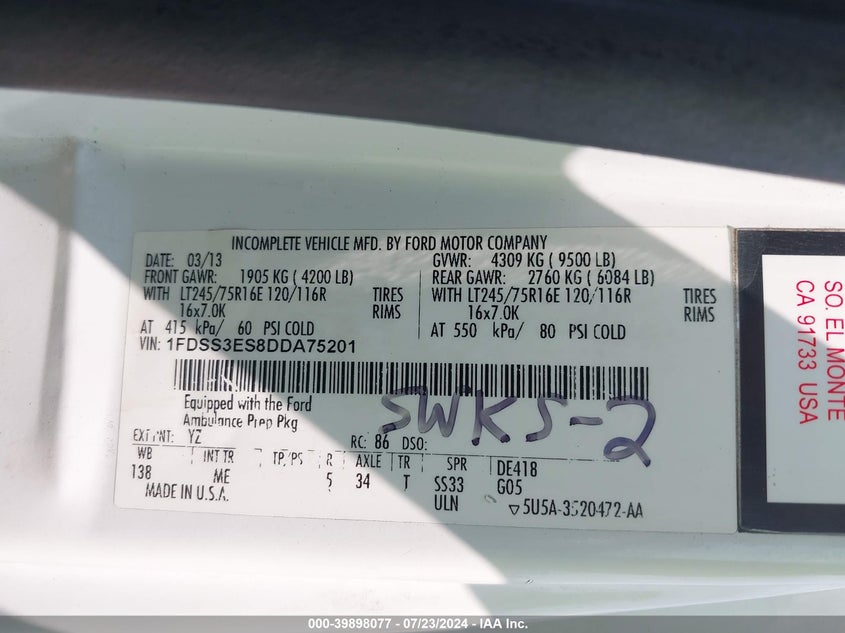 INCOMPLETE VEHICLE MFD. BY FORD MOTOR COMPANY
DATE: 03/13 GVWR: 4309 KG ( 9500 LB)
FRONT GAWR: 1905 KG ( 4200 LB) REAR GAWR: 2760 KG ( 6084 LB)
WITH LT245/75R16E 120/116R TIRES WITH LT245/75R16E 120/116R TIRES
16x7.0K RIMS 16x7.0K RIMS
AT 415 kPa/ 60 PSI COLD AT 550 kPa/ 80 PSI COLD
VIN: 1FDSS3ES8DDA75201
Equipped with the Ford
Ambulance Prep Pkg
SWKS-2
EXT PNT: YZ RC: 86 DSO:
WB INT TR TP/PS R AXLE TR SPR DE418
138 ME 5 34 T SS33 G05
MADE IN U.S.A. ULN ▽5U5A-3520472-AA
SO. EL MONTE
CA 91733 USA
000-39898077 - 07/23/2024 - IAA Inc.